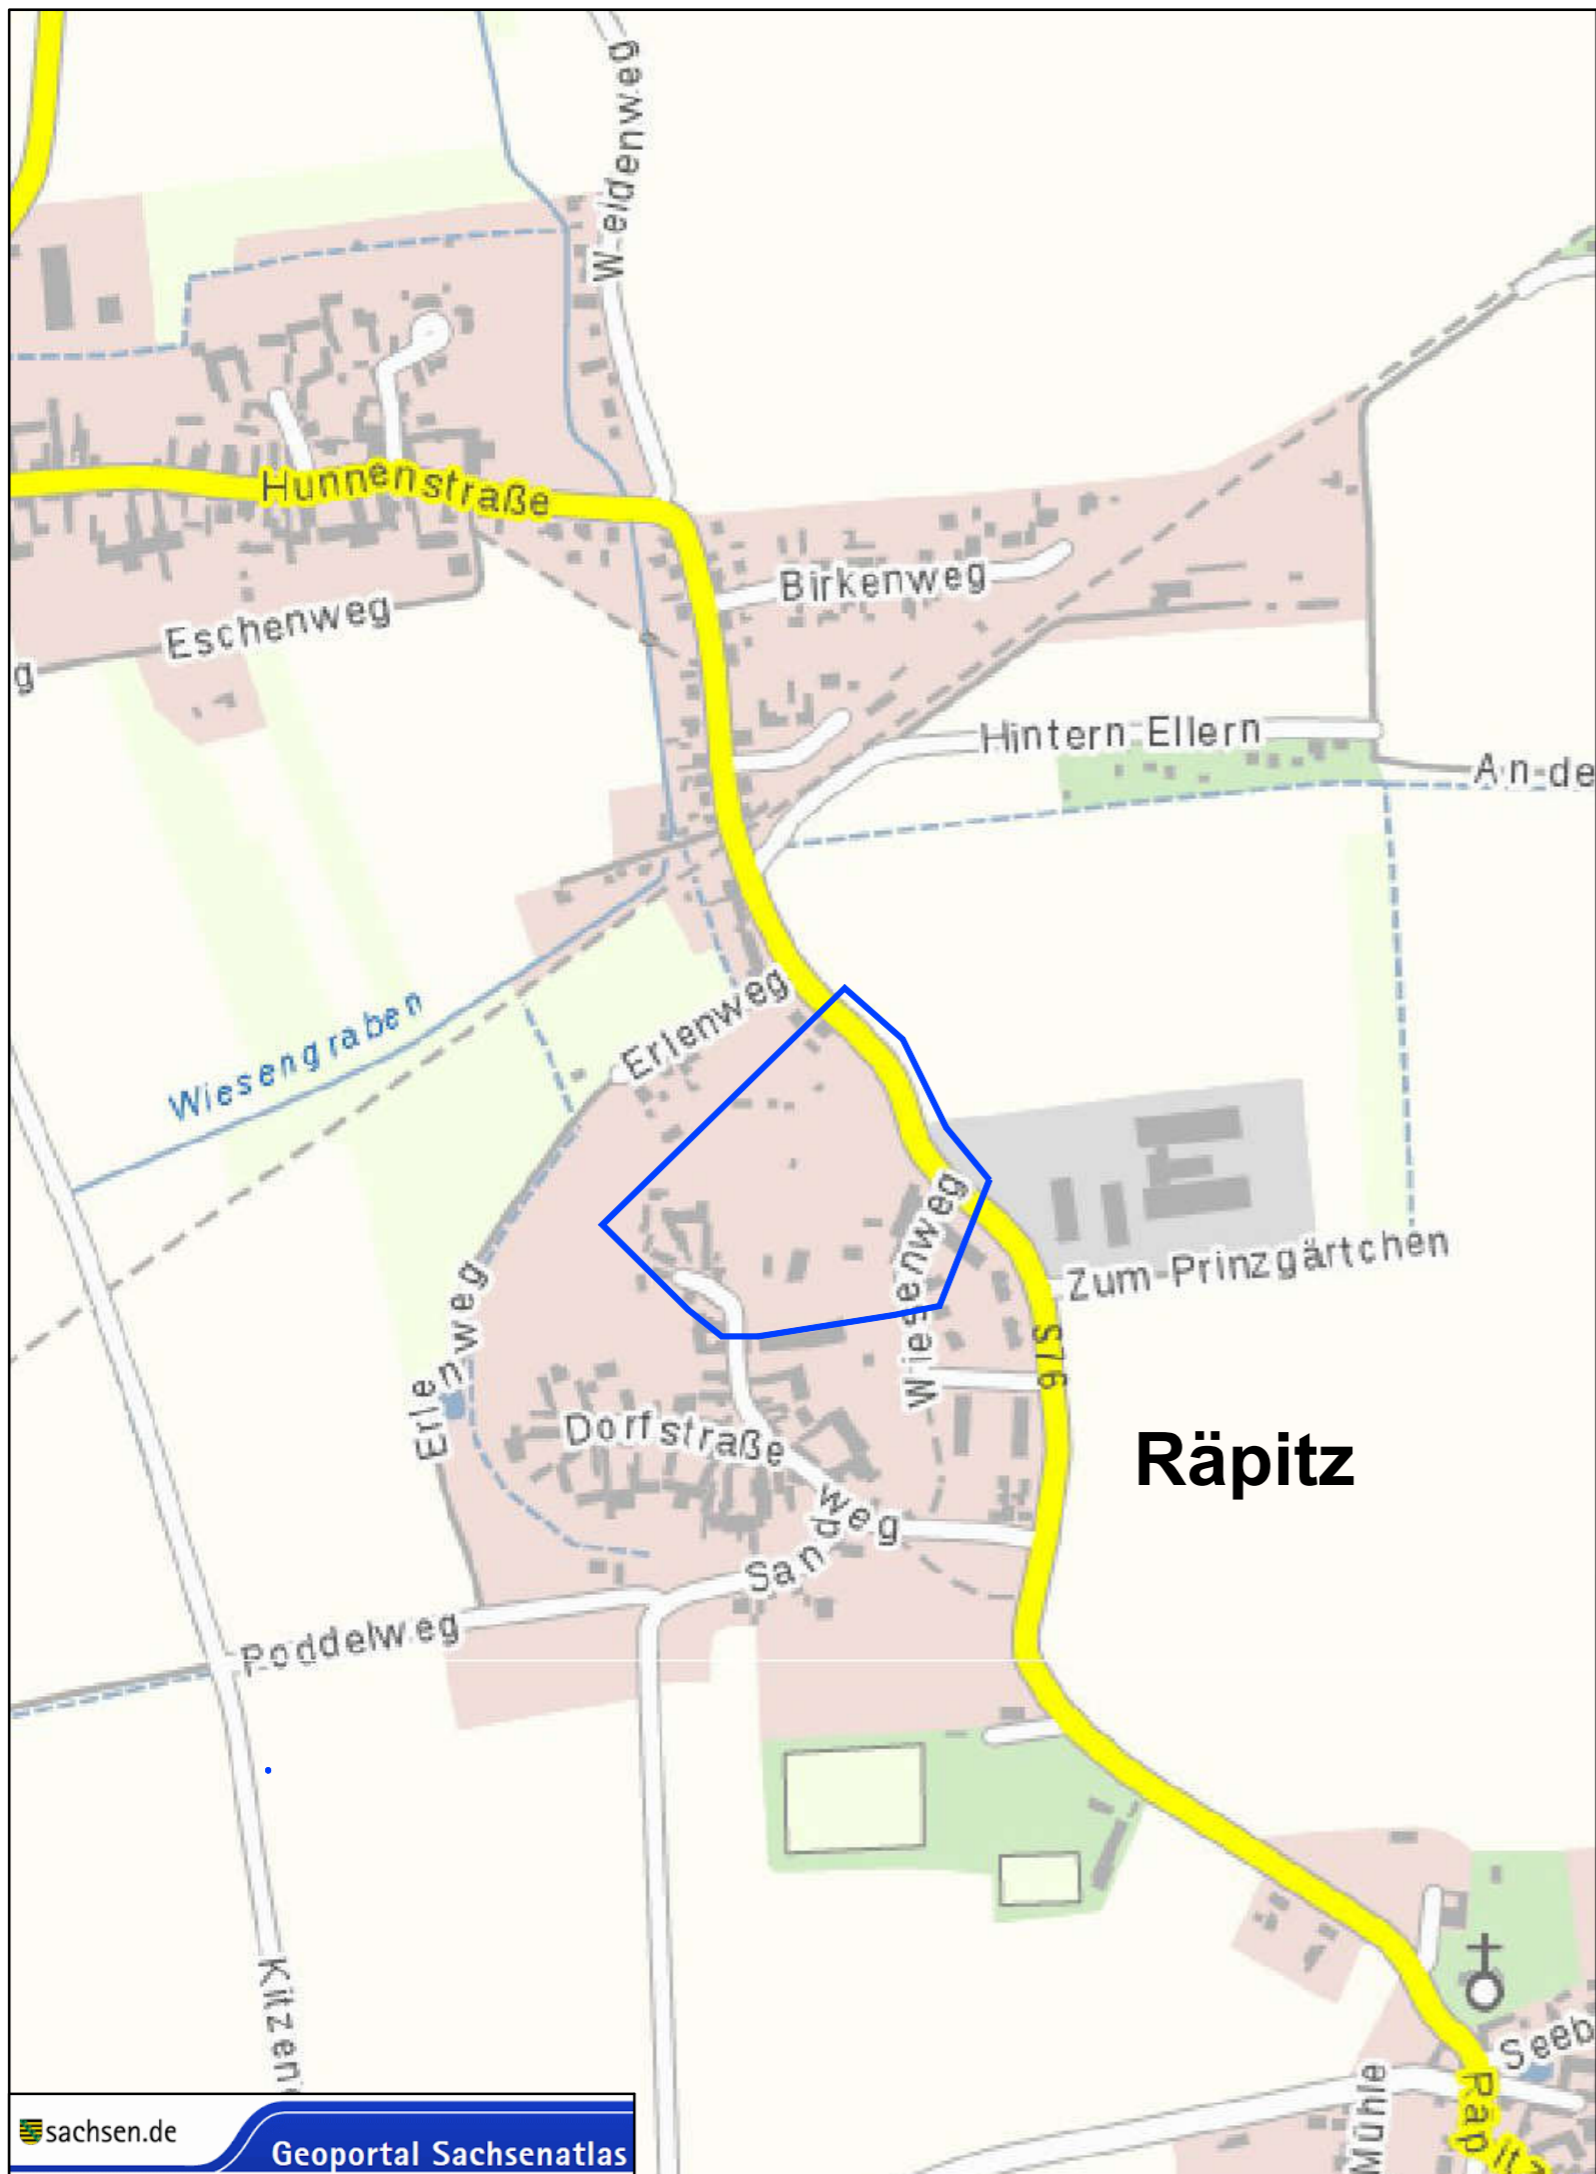 Weidenweg
Hunnenstraße
Birkenweg
Eschenweg
g
Hintern-Ellern
An-de
Erlenweg
Wiesengraben
Wiesenweg
Zum-Prinzgärtchen
Erlenweg
S76
Dorfstraße
Räpitz
Sandweg
Poddelweg
Kitzen
Seeb
Mühle
Räp
sachsen.de
Geoportal Sachsenatlas